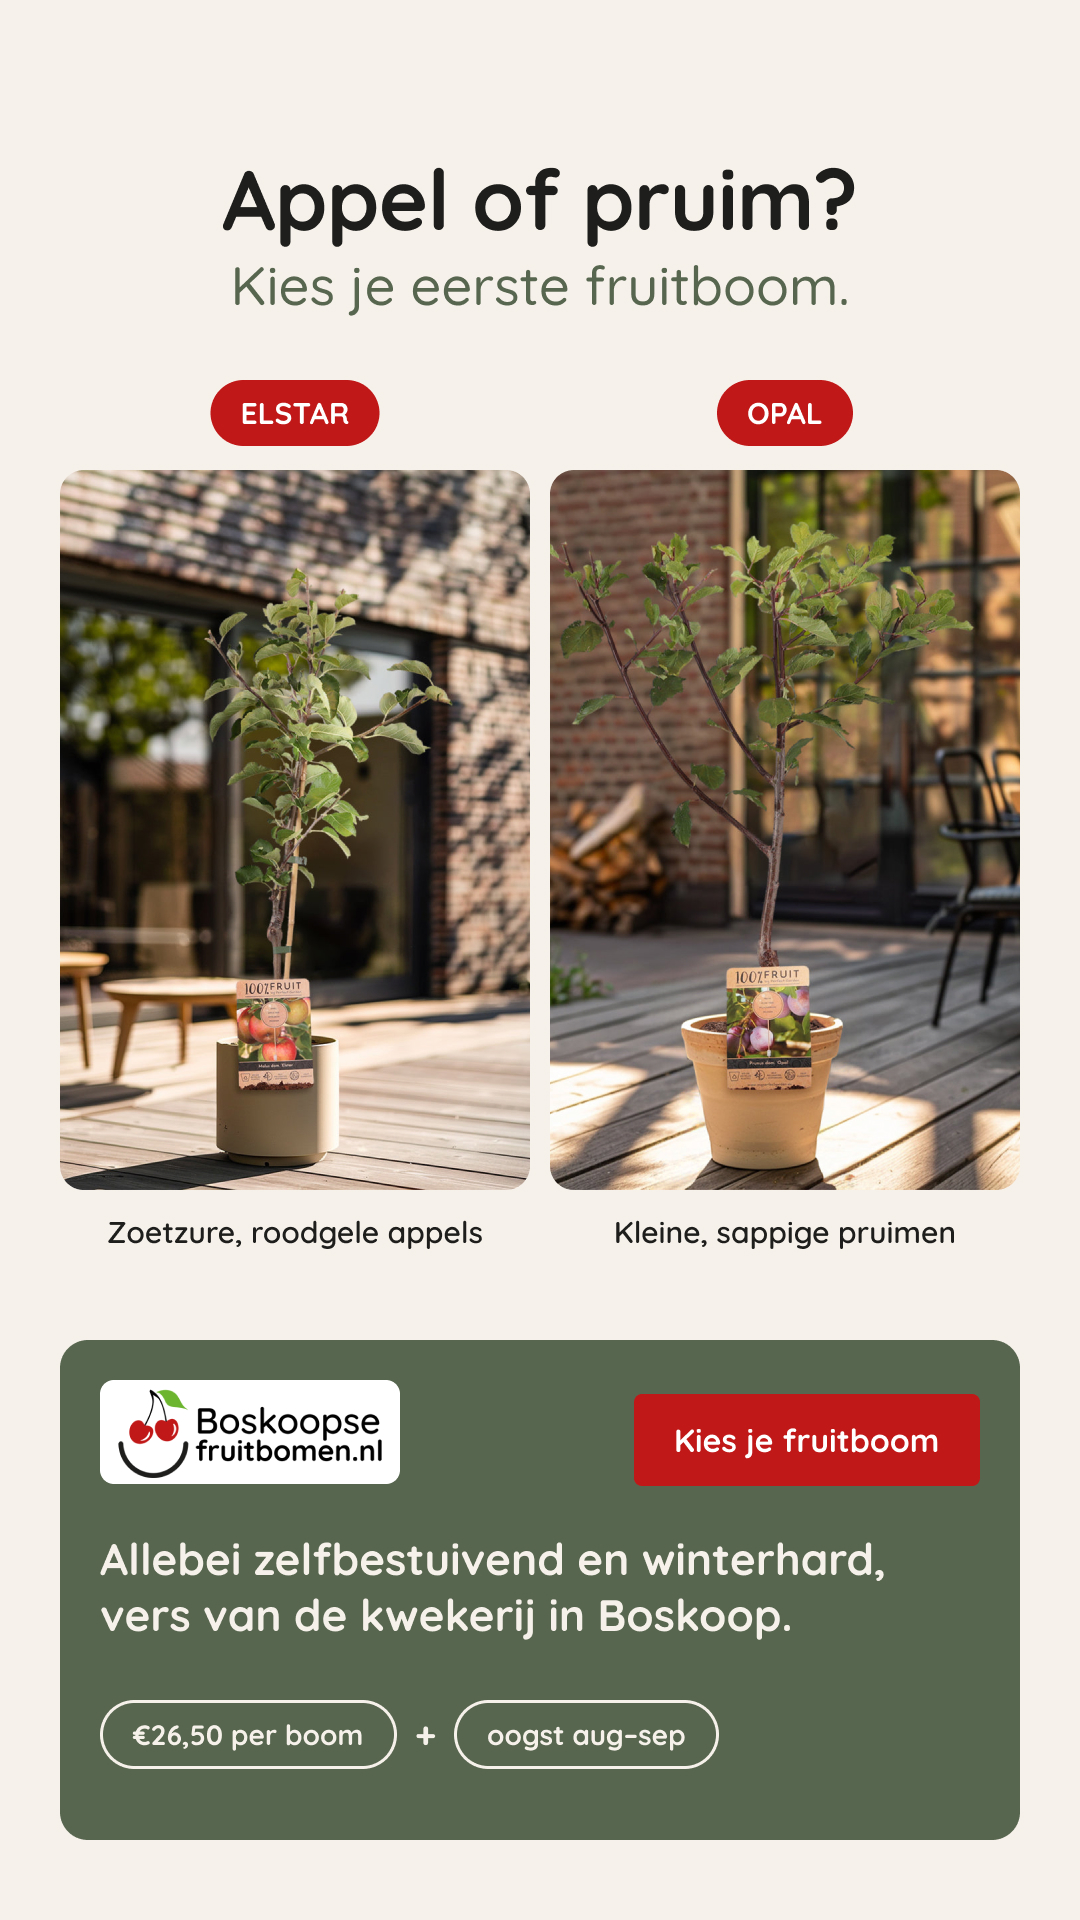 Appel of pruim?
Kies je eerste fruitboom.
ELSTAR
OPAL
100% FRUIT
100% FRUIT
Zoetzure, roodgele appels
Kleine, sappige pruimen
Boskoopse
fruitbomen.nl
Kies je fruitboom
Allebei zelfbestuivend en winterhard,
vers van de kwekerij in Boskoop.
€26,50 per boom + oogst aug–sep